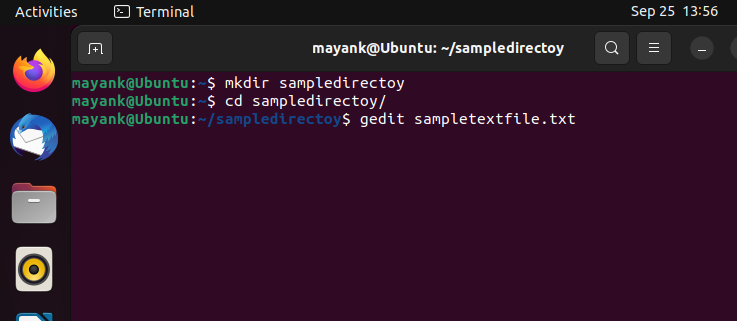 Activities Terminal Sep 25 13:56
mayank@Ubuntu: ~/sampledirectoy
mayank@Ubuntu:~$ mkdir sampledirectoy
mayank@Ubuntu:~$ cd sampledirectoy/
mayank@Ubuntu:~/sampledirectoy$ gedit sampletextfile.txt